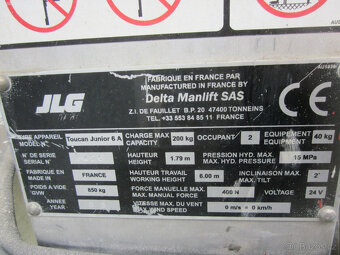 JLG
FABRIQUÉ EN FRANCE PAR
MANUFACTURED IN FRANCE BY
Delta Manlift SAS
Z.I. DE FAUILLET B.P. 20 47400 TONNEINS
TEL. +33 553 84 85 11 FRANCE
CE
TYPE APPAREIL
MODEL N°
Toucan Junior 6 A
CHARGE MAX
CAPACITY
200 kg
OCCUPANT
2
EQUIPEMENT
EQUIPMENT
40 kg
N° DE SERIE
SERIAL N°
HAUTEUR
HEIGHT
1.79 m
PRESSION HYD. MAX.
MAX. HYD. PRESSURE
15 MPa
FABRIQUÉ EN
MADE IN
FRANCE
HAUTEUR TRAVAIL
WORKING HEIGHT
6.00 m
INCLINAISON MAX.
MAX. TILT
2°
POIDS A VIDE
GVW
850 kg
FORCE MANUELLE MAX.
MAX. MANUAL FORCE
400 N
VOLTAGE
24 V
ANNÉE
YEAR
VITESSE MAX DU VENT
MAX WIND SPEED
0 m/s = 0 km/h